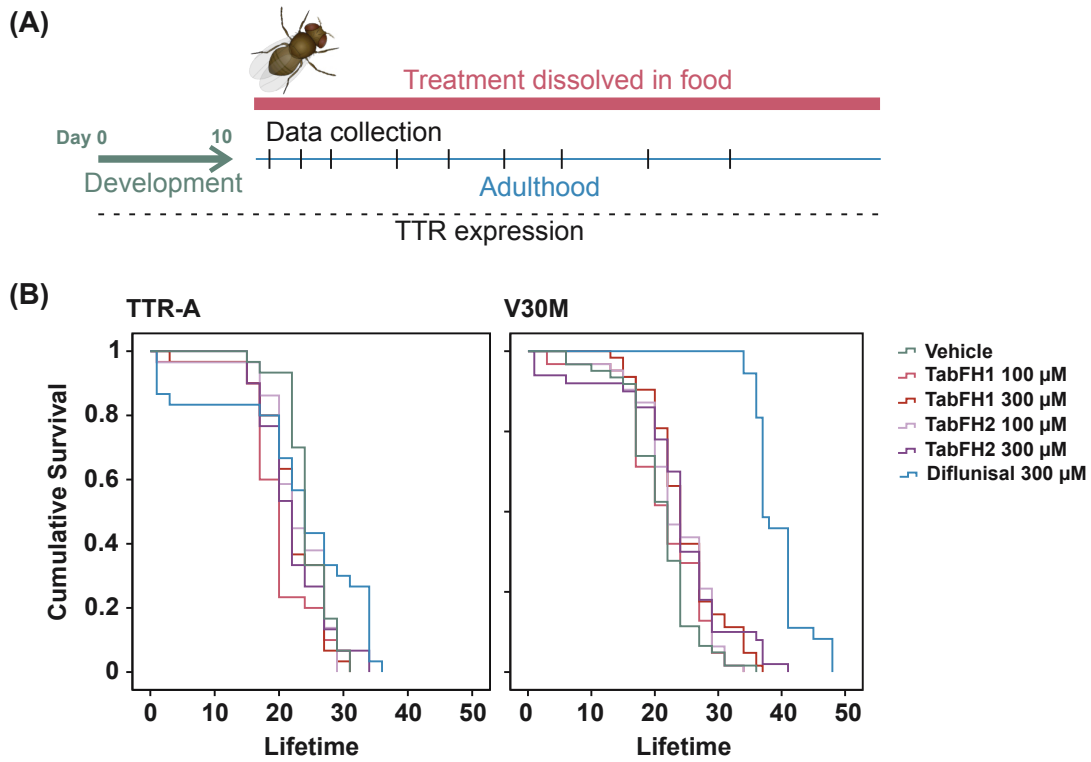 (A)
Treatment dissolved in food
Data collection
Day 0 10
Development
Adulthood
TTR expression
(B)
TTR-A V30M
Cumulative Survival
1
0.8
0.6
0.4
0.2
0
0 10 20 30 40 50
0 10 20 30 40 50
Lifetime
Lifetime
Vehicle
TabFH1 100 µM
TabFH1 300 µM
TabFH2 100 µM
TabFH2 300 µM
Diflunisal 300 µM